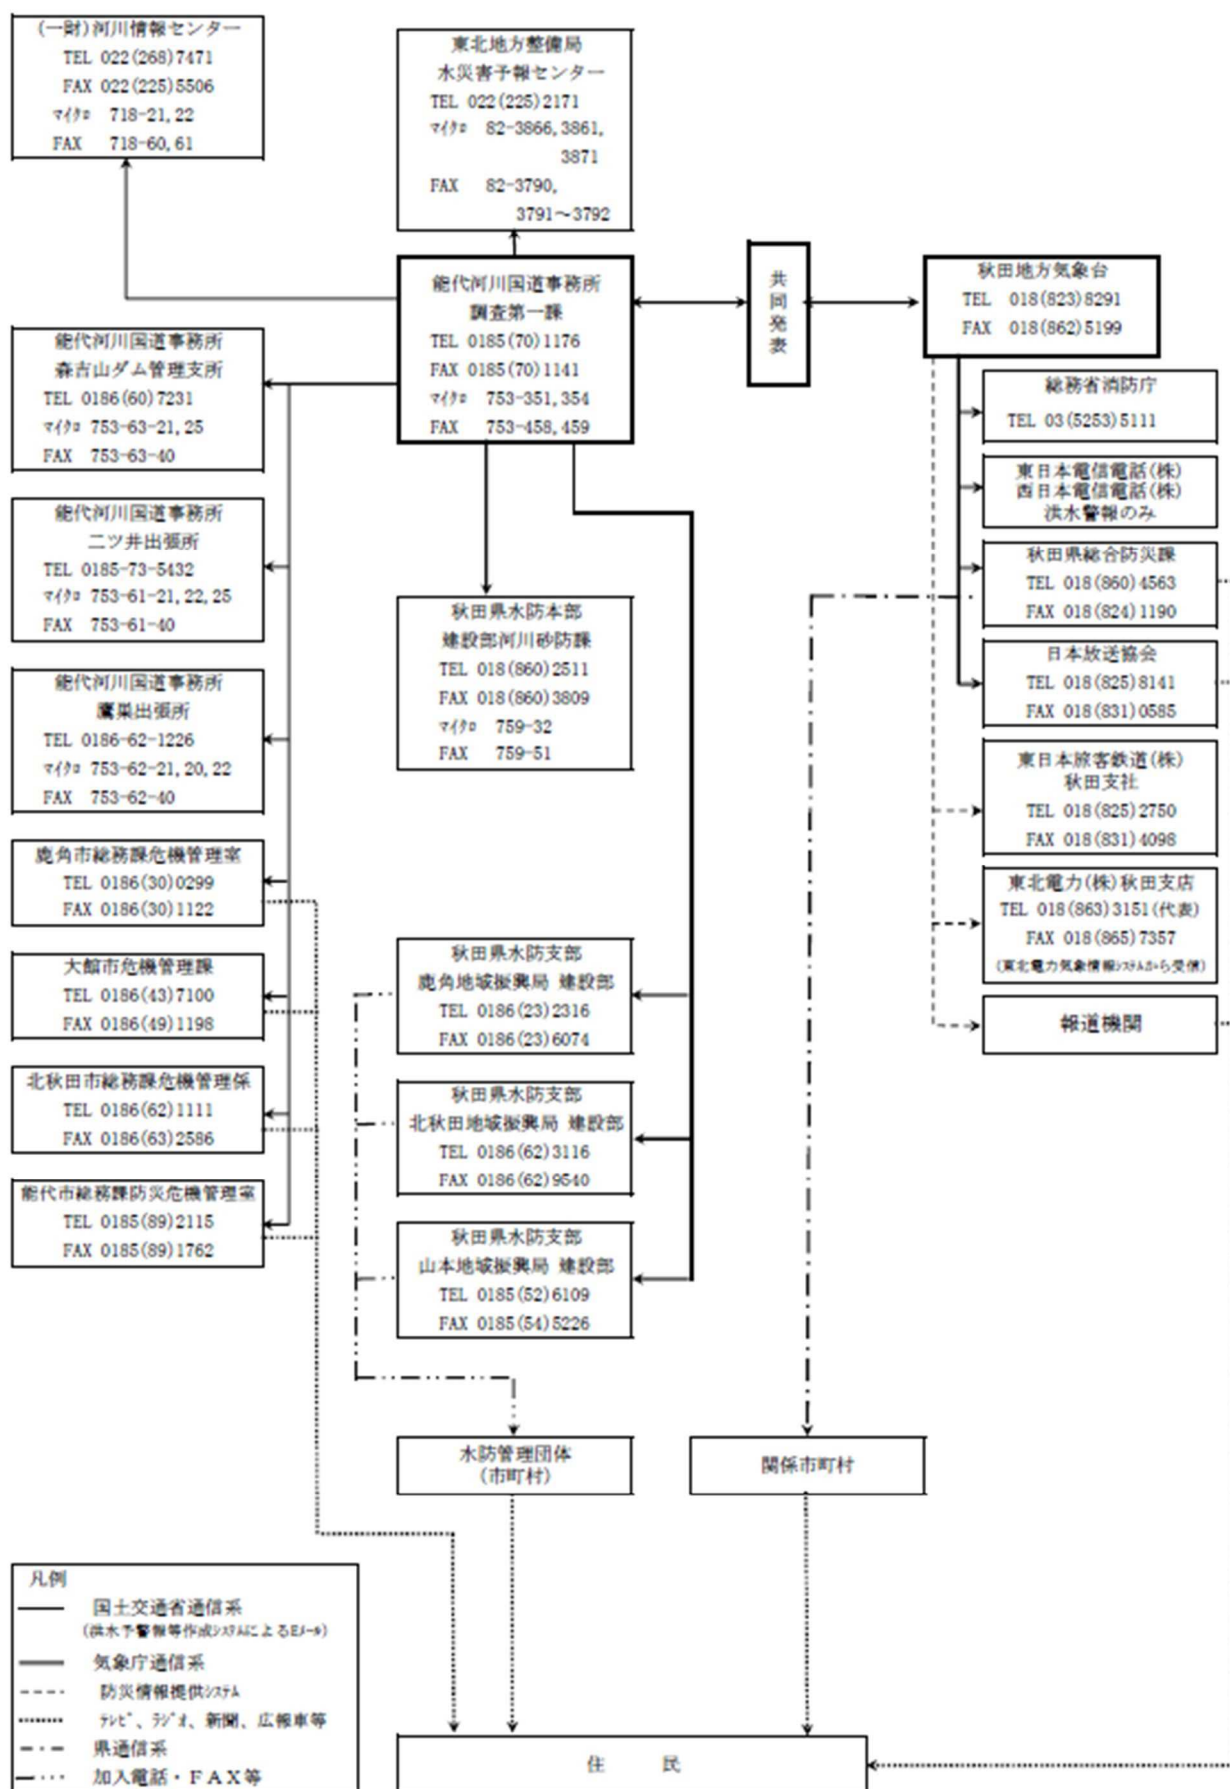 (一財)河川情報センター
TEL 022(268)7471
FAX 022(225)5506
マイクロ 718-21,22
FAX 718-60,61
東北地方整備局
水災害予報センター
TEL 022(225)2171
マイクロ 82-3866,3861,
3871
FAX 82-3790,
3791～3792
能代河川国道事務所
調査第一課
TEL 0185(70)1176
FAX 0185(70)1141
マイクロ 753-351,354
FAX 753-458,459
共同発表
秋田地方気象台
TEL 018(823)8291
FAX 018(862)5199
能代河川国道事務所
森吉山ダム管理支所
TEL 0186(60)7231
マイクロ 753-63-21,25
FAX 753-63-40
能代河川国道事務所
二ツ井出張所
TEL 0185-73-5432
マイクロ 753-61-21,22,25
FAX 753-61-40
能代河川国道事務所
鷹巣出張所
TEL 0186-62-1226
マイクロ 753-62-21,20,22
FAX 753-62-40
鹿角市総務課危機管理室
TEL 0186(30)0299
FAX 0186(30)1122
大館市危機管理課
TEL 0186(43)7100
FAX 0186(49)1198
北秋田市総務課危機管理係
TEL 0186(62)1111
FAX 0186(63)2586
能代市総務課防災危機管理室
TEL 0185(89)2115
FAX 0185(89)1762
秋田県水防本部
建設部河川砂防課
TEL 018(860)2511
FAX 018(860)3809
マイクロ 759-32
FAX 759-51
秋田県水防支部
鹿角地域振興局 建設部
TEL 0186(23)2316
FAX 0186(23)6074
秋田県水防支部
北秋田地域振興局 建設部
TEL 0186(62)3116
FAX 0186(62)9540
秋田県水防支部
山本地域振興局 建設部
TEL 0185(52)6109
FAX 0185(54)5226
総務省消防庁
TEL 03(5253)5111
東日本電信電話(株)
西日本電信電話(株)
洪水警報のみ
秋田県総合防災課
TEL 018(860)4563
FAX 018(824)1190
日本放送協会
TEL 018(825)8141
FAX 018(831)0585
東日本旅客鉄道(株)
秋田支社
TEL 018(825)2750
FAX 018(831)4098
東北電力(株)秋田支店
TEL 018(863)3151(代表)
FAX 018(865)7357
(東北電力気象情報システムから受信)
報道機関
水防管理団体
(市町村)
関係市町村
凡例
国土交通省通信系
(洪水予警報等作成システムによるEメール)
気象庁通信系
防災情報提供システム
テレビ、ラジオ、新聞、広報車等
県通信系
加入電話・ＦＡＸ等
住 民